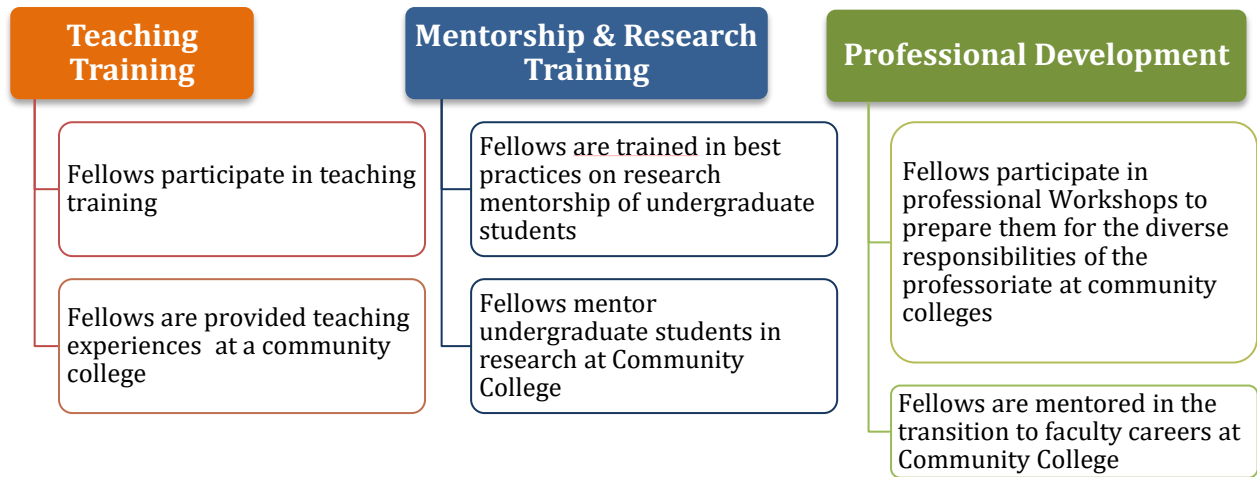 Teaching
Training
Fellows participate in teaching
training
Fellows are provided teaching
experiences at a community
college
Mentorship & Research
Training
Fellows are trained in best
practices on research
mentorship of undergraduate
students
Fellows mentor
undergraduate students in
research at Community
College
Professional Development
Fellows participate in
professional Workshops to
prepare them for the diverse
responsibilities of the
professoriate at community
colleges
Fellows are mentored in the
transition to faculty careers at
Community College